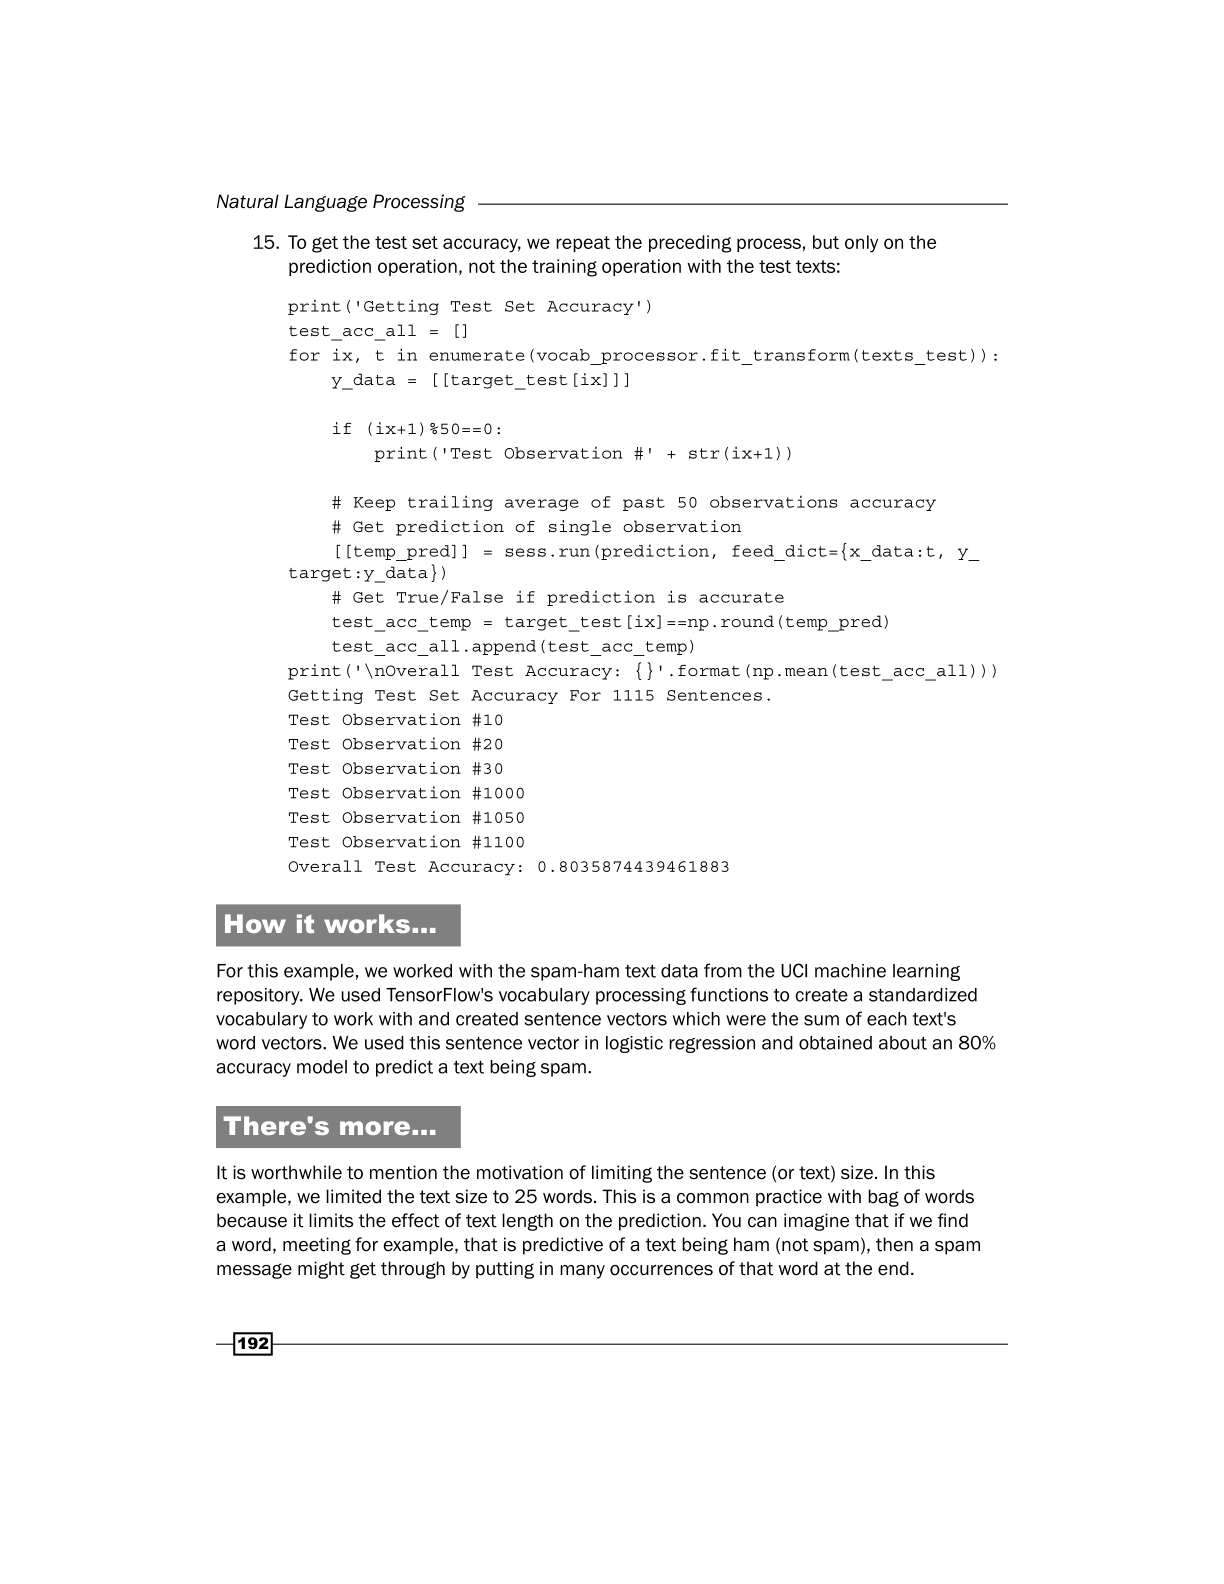 Natural Language Processing
15. To get the test set accuracy, we repeat the preceding process, but only on the
prediction operation, not the training operation with the test texts:
print('Getting Test Set Accuracy')
test_acc_all = []
for ix, t in enumerate(vocab_processor.fit_transform(texts_test)):
    y_data = [[target_test[ix]]]
    if (ix+1)%50==0:
        print('Test Observation #' + str(ix+1))
    # Keep trailing average of past 50 observations accuracy
    # Get prediction of single observation
    [[temp_pred]] = sess.run(prediction, feed_dict={x_data:t, y_
target:y_data})
    # Get True/False if prediction is accurate
    test_acc_temp = target_test[ix]==np.round(temp_pred)
    test_acc_all.append(test_acc_temp)
print('\nOverall Test Accuracy: {}'.format(np.mean(test_acc_all)))
Getting Test Set Accuracy For 1115 Sentences.
Test Observation #10
Test Observation #20
Test Observation #30
Test Observation #1000
Test Observation #1050
Test Observation #1100
Overall Test Accuracy: 0.8035874439461883
How it works...
For this example, we worked with the spam-ham text data from the UCI machine learning
repository. We used TensorFlow's vocabulary processing functions to create a standardized
vocabulary to work with and created sentence vectors which were the sum of each text's
word vectors. We used this sentence vector in logistic regression and obtained about an 80%
accuracy model to predict a text being spam.
There's more...
It is worthwhile to mention the motivation of limiting the sentence (or text) size. In this
example, we limited the text size to 25 words. This is a common practice with bag of words
because it limits the effect of text length on the prediction. You can imagine that if we find
a word, meeting for example, that is predictive of a text being ham (not spam), then a spam
message might get through by putting in many occurrences of that word at the end.
192